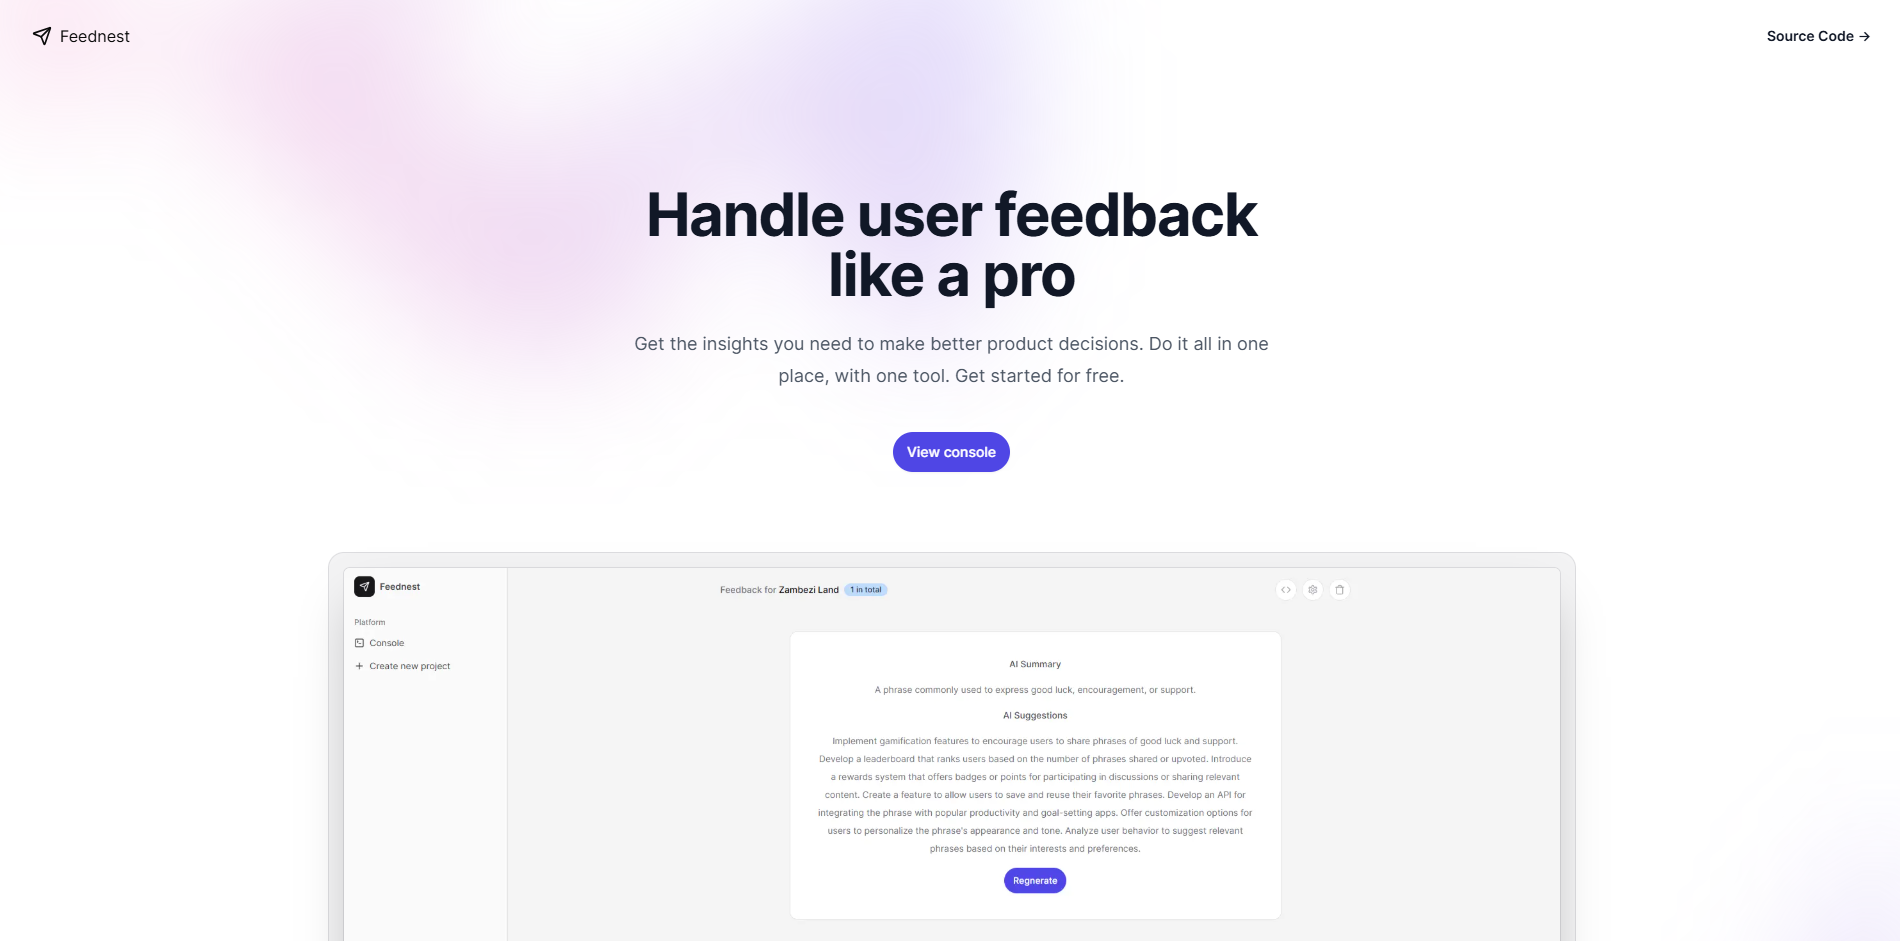 Feednest
Source Code →
Handle user feedback
like a pro
Get the insights you need to make better product decisions. Do it all in one
place, with one tool. Get started for free.
View console
Feednest
Platform
Console
Create new project
Feedback for Zambezi Land 1 in total
AI Summary
A phrase commonly used to express good luck, encouragement, or support.
AI Suggestions
Implement gamification features to encourage users to share phrases of good luck and support.
Develop a leaderboard that ranks users based on the number of phrases shared or upvoted. Introduce
a rewards system that offers badges or points for participating in discussions or sharing relevant
content. Create a feature to allow users to save and reuse their favorite phrases. Develop an API for
integrating the phrase with popular productivity and goal-setting apps. Offer customization options for
users to personalize the phrase's appearance and tone. Analyze user behavior to suggest relevant
phrases based on their interests and preferences.
Regnerate